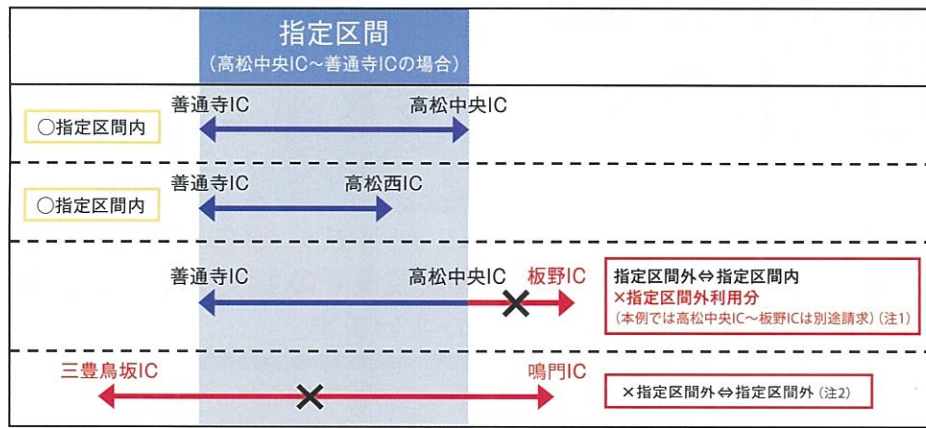 指定区間
(高松中央IC～善通寺ICの場合)
善通寺IC 高松中央IC
○指定区間内
善通寺IC 高松西IC
○指定区間内
善通寺IC 高松中央IC 板野IC
指定区間外⇔指定区間内
×指定区間外利用分
(本例では高松中央IC～板野ICは別途請求)(注1)
三豊鳥坂IC 鳴門IC
×指定区間外⇔指定区間外(注2)